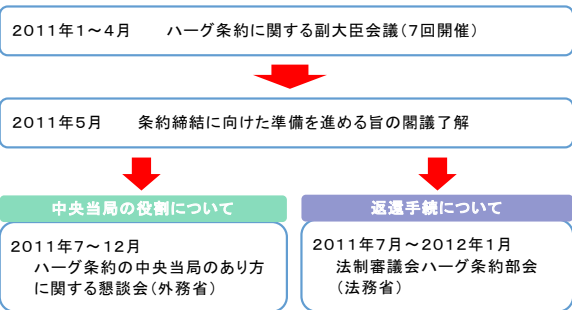 2011年1～4月　ハーグ条約に関する副大臣会議(7回開催)
2011年5月　条約締結に向けた準備を進める旨の閣議了解
中央当局の役割について
2011年7～12月
ハーグ条約の中央当局のあり方
に関する懇談会(外務省)
返還手続について
2011年7月～2012年1月
法制審議会ハーグ条約部会
(法務省)